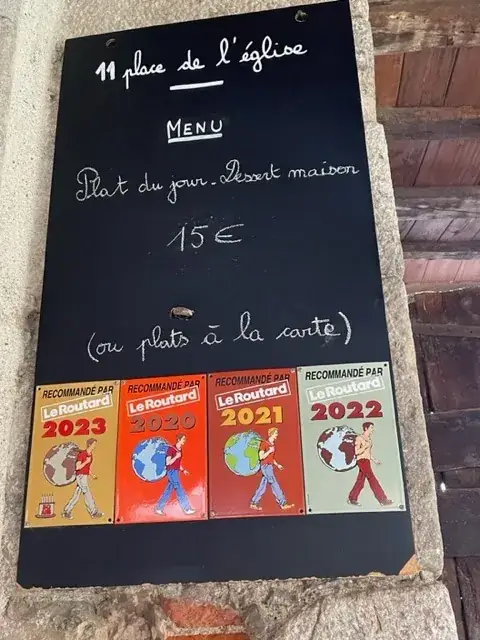 11 place de l'église
MENU
Plat du jour - Dessert maison
15€
(ou plats à la carte)
RECOMMANDÉ PAR
Le Routard
2023
RECOMMANDÉ PAR
Le Routard
2020
RECOMMANDÉ PAR
Le Routard
2021
RECOMMANDÉ PAR
Le Routard
2022